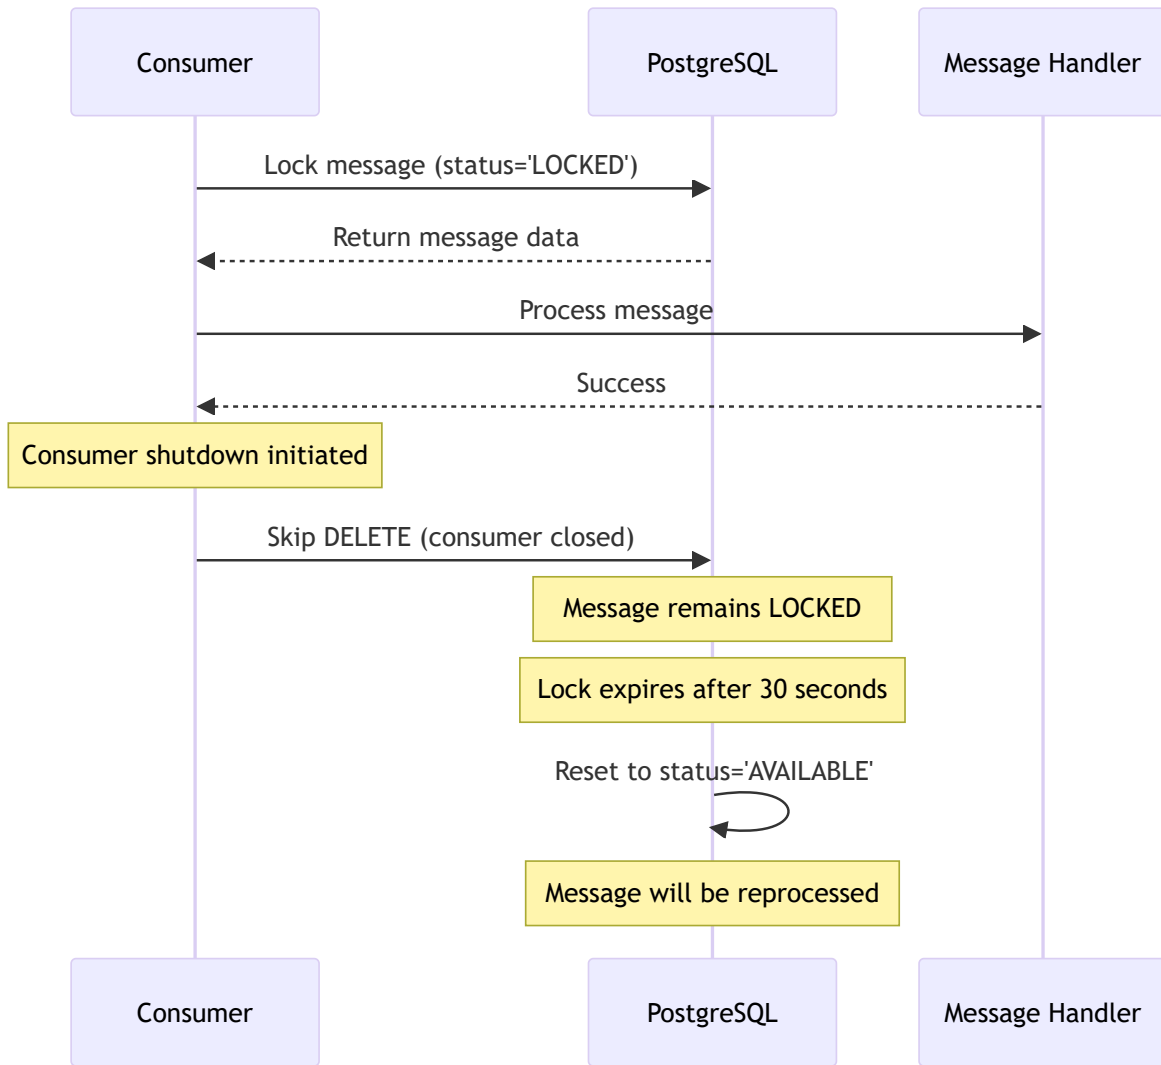 Consumer
PostgreSQL
Message Handler
Lock message (status='LOCKED')
Return message data
Process message
Success
Consumer shutdown initiated
Skip DELETE (consumer closed)
Message remains LOCKED
Lock expires after 30 seconds
Reset to status='AVAILABLE'
Message will be reprocessed
Consumer
PostgreSQL
Message Handler